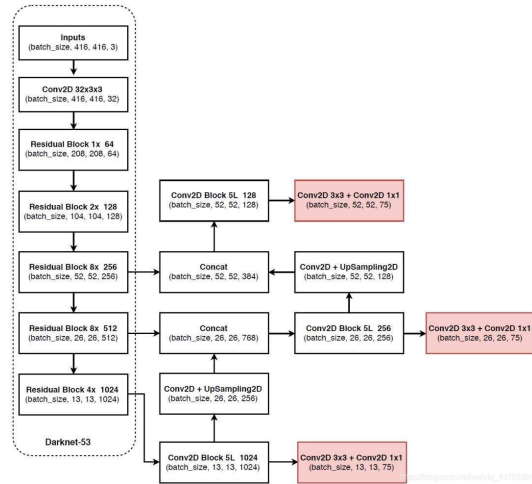 Inputs
(batch_size, 416, 416, 3)
Conv2D 32x3x3
(batch_size, 416, 416, 32)
Residual Block 1x 64
(batch_size, 208, 208, 64)
Residual Block 2x 128
(batch_size, 104, 104, 128)
Residual Block 8x 256
(batch_size, 52, 52, 256)
Residual Block 8x 512
(batch_size, 26, 26, 512)
Residual Block 4x 1024
(batch_size, 13, 13, 1024)
Darknet-53
Conv2D Block 5L 128
(batch_size, 52, 52, 128)
Conv2D 3x3 + Conv2D 1x1
(batch_size, 52, 52, 75)
Concat
(batch_size, 52, 52, 384)
Conv2D + UpSampling2D
(batch_size, 52, 52, 128)
Concat
(batch_size, 26, 26, 768)
Conv2D Block 5L 256
(batch_size, 26, 26, 256)
Conv2D 3x3 + Conv2D 1x1
(batch_size, 26, 26, 75)
Conv2D + UpSampling2D
(batch_size, 26, 26, 256)
Conv2D Block 5L 1024
(batch_size, 13, 13, 1024)
Conv2D 3x3 + Conv2D 1x1
(batch_size, 13, 13, 75)